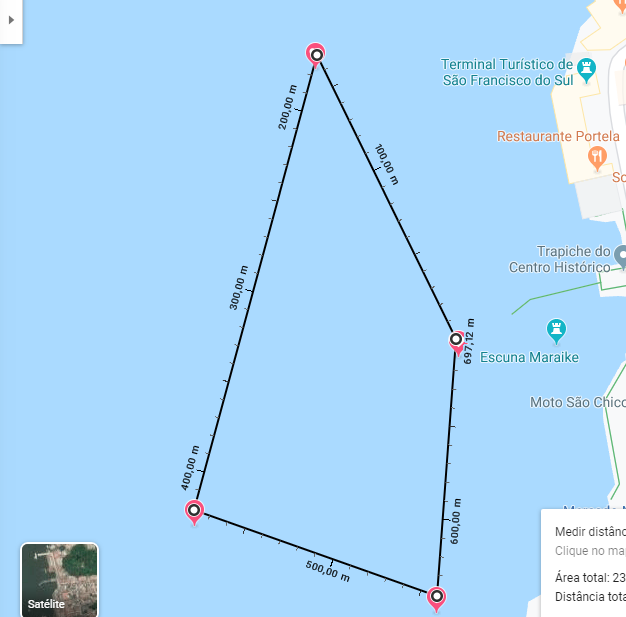 Terminal Turístico de
São Francisco do Sul
200,00 m
100,00 m
Restaurante Portela
Trapiche do
Centro Histórico
300,00 m
697,12 m
Escuna Maraike
Moto São Chico
400,00 m
600,00 m
500,00 m
Medir distânc
Clique no ma
Área total: 23
Distância tota
Satélite